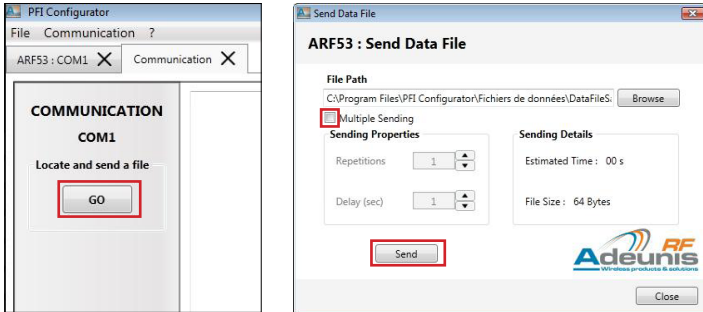 PFI Configurator
File Communication ?
ARF53 : COM1 X Communication X
COMMUNICATION
COM1
Locate and send a file
GO
Send Data File
ARF53 : Send Data File
File Path
C:\Program Files\PFI Configurator\Fichiers de données\DataFileS Browse
Multiple Sending
Sending Properties Sending Details
Repetitions 1 Estimated Time : 00 s
Delay (sec) 1 File Size : 64 Bytes
Send
Adeunis RF
Wireless products & solutions
Close